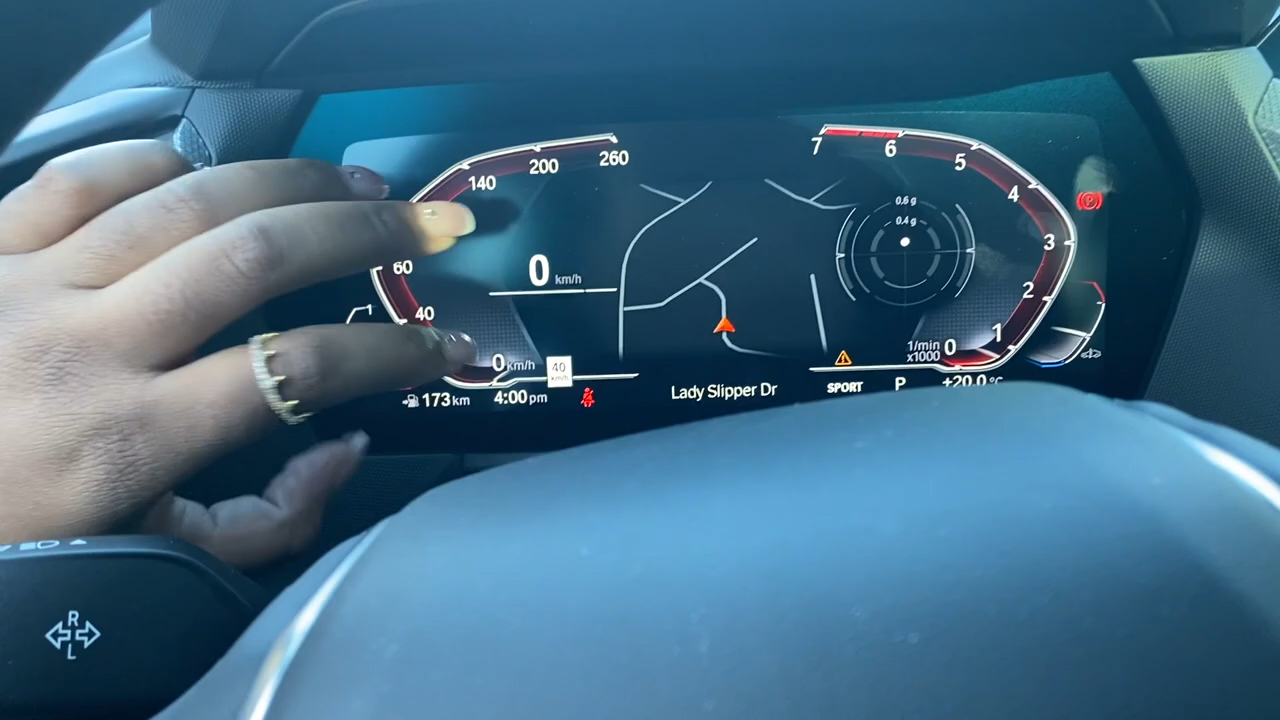 260
200
140
60
40
0 km/h
0 km/h
40
km/h
173 km
4:00 pm
Lady Slipper Dr
7
6
5
4
3
2
1
0
0.6 g
0.4 g
1/min
x1000
SPORT
P
+20.0 °C
(P)
R
L